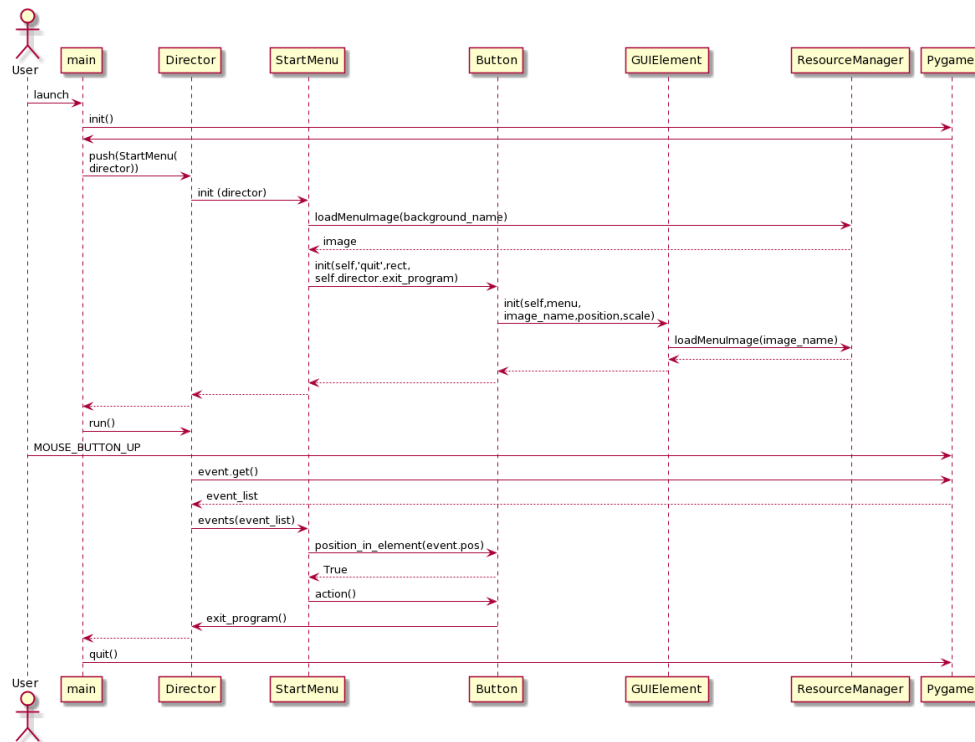 User
main
Director
StartMenu
Button
GUIElement
ResourceManager
Pygame
launch
init()
push(StartMenu(
director))
init (director)
loadMenuImage(background_name)
image
init(self,'quit',rect,
self.director.exit_program)
init(self,menu,
image_name,position,scale)
loadMenuImage(image_name)
run()
MOUSE_BUTTON_UP
event.get()
event_list
events(event_list)
position_in_element(event.pos)
True
action()
exit_program()
quit()
User
main
Director
StartMenu
Button
GUIElement
ResourceManager
Pygame